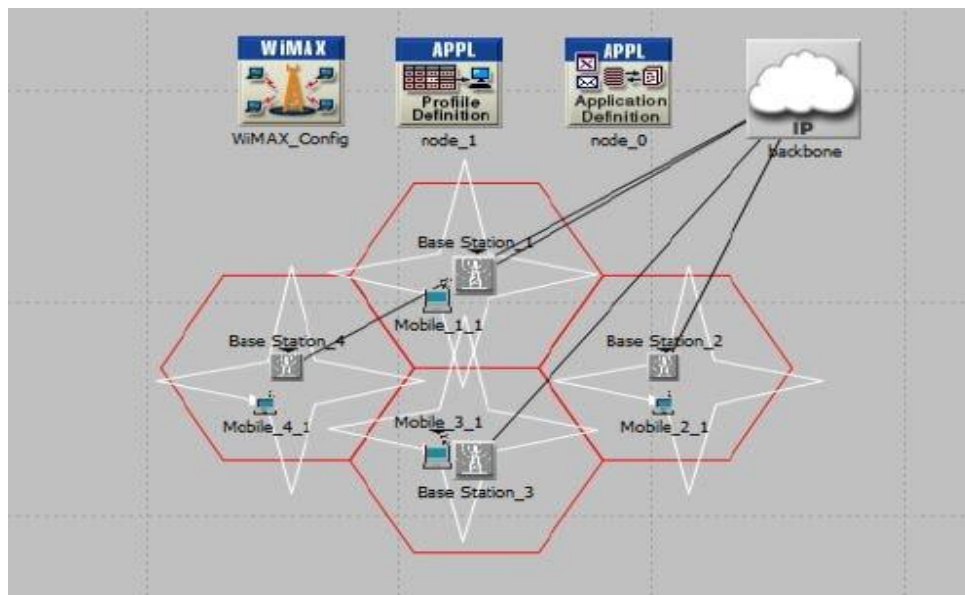 WiMAX
WiMAX_Config
APPL
Profile
Definition
node_1
APPL
Application
Definition
node_0
IP
backbone
Base Station_1
Mobile_1_1
Base Station_4
Mobile_4_1
Base Station_2
Mobile_2_1
Mobile_3_1
Base Station_3